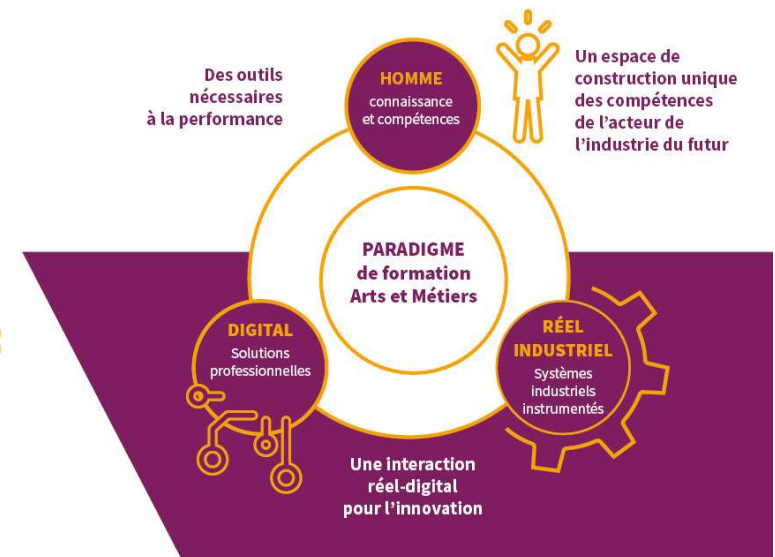 Des outils
nécessaires
à la performance
HOMME
connaissance
et compétences
Un espace de
construction unique
des compétences
de l'acteur de
l'industrie du futur
PARADIGME
de formation
Arts et Métiers
DIGITAL
Solutions
professionnelles
RÉEL
INDUSTRIEL
Systèmes
industriels
instrumentés
Une interaction
réel-digital
pour l'innovation